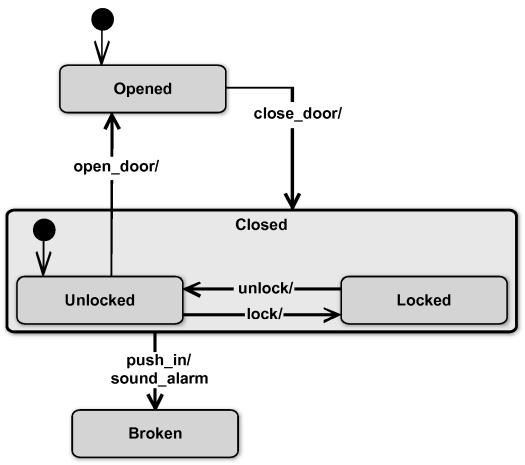 Opened
close_door/
open_door/
Closed
Unlocked
unlock/
lock/
Locked
push_in/
sound_alarm
Broken